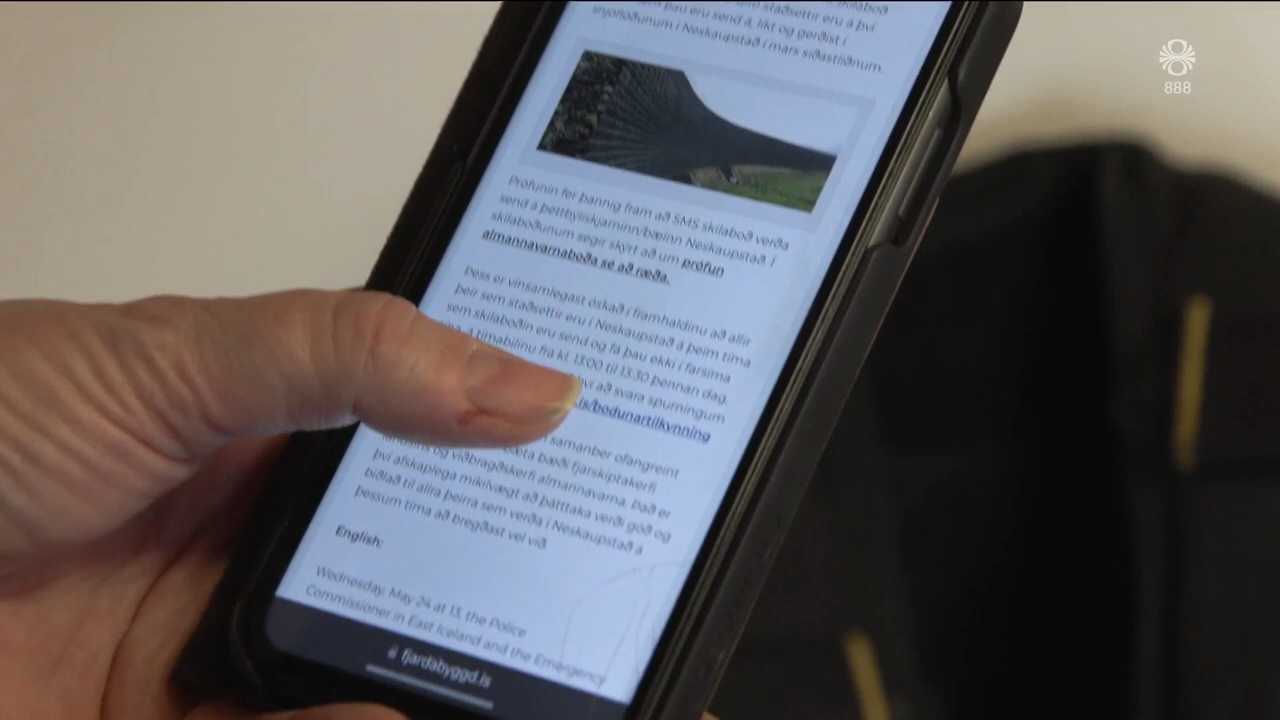 þau eru send á, líkt og gerðist í
snjóflóðunum í Neskaupstað í mars síðastliðnum.
888
Prófunin fer þannig fram að SMS skilaboð verða
send á þéttbýliskjarninn/bæinn Neskaupstað. Í
skilaboðunum segir skýrt að um prófun
almannavarnaboða sé að ræða.
Þess er vinsamlegast óskað í framhaldinu að allir
þeir sem staðsettir eru í Neskaupstað á þeim tíma
sem skilaboðin eru send og fá þau ekki í farsíma
á tímabilinu frá kl. 13:00 til 13:30 þennan dag,
því að svara spurningum
is/bodunartilkynning
samanber ofangreint
bæði fjarskiptakerfi
og viðbragðskerfi almannavarna. Það er
því afskaplega mikilvægt að þátttaka verði góð og
biðlað til allra þeirra sem verða í Neskaupstað á
þessum tíma að bregðast vel við.
English:
Wednesday, May 24 at 13, the Police
Commissioner in East Iceland and the Emergency
fjardabyggd.is